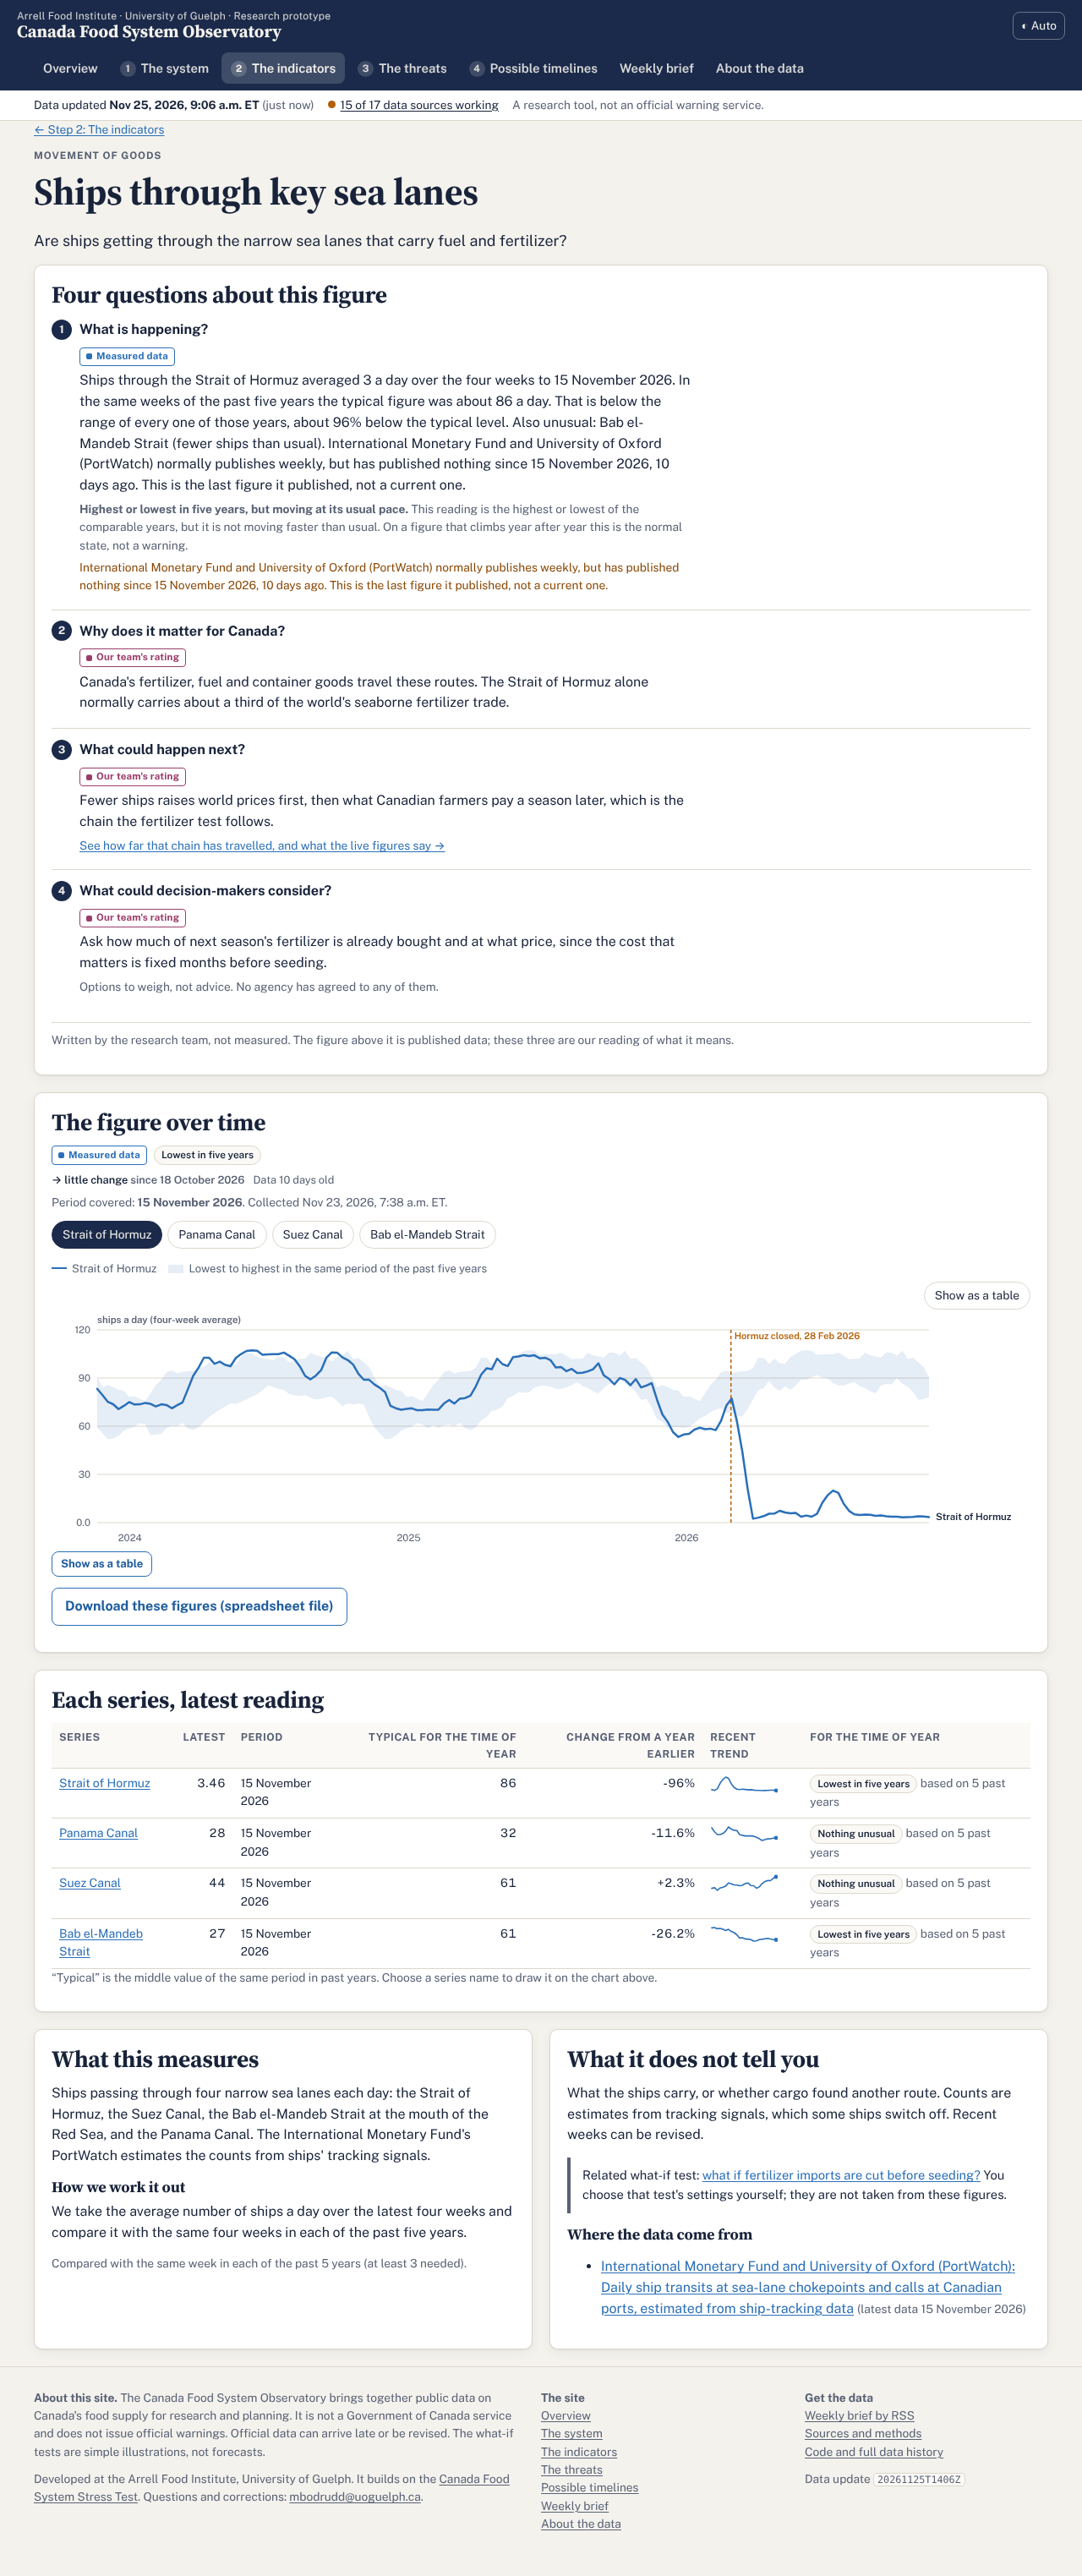 Arrell Food Institute · University of Guelph · Research prototype
Canada Food System Observatory
Auto
Overview
1 The system
2 The indicators
3 The threats
4 Possible timelines
Weekly brief
About the data
Data updated Nov 25, 2026, 9:06 a.m. ET (just now)
15 of 17 data sources working
A research tool, not an official warning service.
← Step 2: The indicators
MOVEMENT OF GOODS
Ships through key sea lanes
Are ships getting through the narrow sea lanes that carry fuel and fertilizer?
Four questions about this figure
1 What is happening?
Measured data
Ships through the Strait of Hormuz averaged 3 a day over the four weeks to 15 November 2026. In
the same weeks of the past five years the typical figure was about 86 a day. That is below the
range of every one of those years, about 96% below the typical level. Also unusual: Bab el-
Mandeb Strait (fewer ships than usual). International Monetary Fund and University of Oxford
(PortWatch) normally publishes weekly, but has published nothing since 15 November 2026, 10
days ago. This is the last figure it published, not a current one.
Highest or lowest in five years, but moving at its usual pace. This reading is the highest or lowest of the
comparable years, but it is not moving faster than usual. On a figure that climbs year after year this is the normal
state, not a warning.
International Monetary Fund and University of Oxford (PortWatch) normally publishes weekly, but has published
nothing since 15 November 2026, 10 days ago. This is the last figure it published, not a current one.
2 Why does it matter for Canada?
Our team's rating
Canada's fertilizer, fuel and container goods travel these routes. The Strait of Hormuz alone
normally carries about a third of the world's seaborne fertilizer trade.
3 What could happen next?
Our team's rating
Fewer ships raises world prices first, then what Canadian farmers pay a season later, which is the
chain the fertilizer test follows.
See how far that chain has travelled, and what the live figures say →
4 What could decision-makers consider?
Our team's rating
Ask how much of next season's fertilizer is already bought and at what price, since the cost that
matters is fixed months before seeding.
Options to weigh, not advice. No agency has agreed to any of them.
Written by the research team, not measured. The figure above it is published data; these three are our reading of what it means.
The figure over time
Measured data
Lowest in five years
→ little change since 18 October 2026 Data 10 days old
Period covered: 15 November 2026. Collected Nov 23, 2026, 7:38 a.m. ET.
Strait of Hormuz
Panama Canal
Suez Canal
Bab el-Mandeb Strait
Strait of Hormuz
Lowest to highest in the same period of the past five years
Show as a table
ships a day (four-week average)
120
Hormuz closed, 28 Feb 2026
90
60
30
0.0
Strait of Hormuz
2024
2025
2026
Show as a table
Download these figures (spreadsheet file)
Each series, latest reading
SERIES LATEST PERIOD TYPICAL FOR THE TIME OF YEAR CHANGE FROM A YEAR EARLIER RECENT TREND FOR THE TIME OF YEAR
Strait of Hormuz 3.46 15 November 2026 86 -96% Lowest in five years based on 5 past years
Panama Canal 28 15 November 2026 32 -11.6% Nothing unusual based on 5 past years
Suez Canal 44 15 November 2026 61 +2.3% Nothing unusual based on 5 past years
Bab el-Mandeb Strait 27 15 November 2026 61 -26.2% Lowest in five years based on 5 past years
“Typical” is the middle value of the same period in past years. Choose a series name to draw it on the chart above.
What this measures
Ships passing through four narrow sea lanes each day: the Strait of
Hormuz, the Suez Canal, the Bab el-Mandeb Strait at the mouth of the
Red Sea, and the Panama Canal. The International Monetary Fund's
PortWatch estimates the counts from ships' tracking signals.
How we work it out
We take the average number of ships a day over the latest four weeks and
compare it with the same four weeks in each of the past five years.
Compared with the same week in each of the past 5 years (at least 3 needed).
What it does not tell you
What the ships carry, or whether cargo found another route. Counts are
estimates from tracking signals, which some ships switch off. Recent
weeks can be revised.
Related what-if test: what if fertilizer imports are cut before seeding? You
choose that test's settings yourself; they are not taken from these figures.
Where the data come from
International Monetary Fund and University of Oxford (PortWatch):
Daily ship transits at sea-lane chokepoints and calls at Canadian
ports, estimated from ship-tracking data (latest data 15 November 2026)
About this site. The Canada Food System Observatory brings together public data on
Canada's food supply for research and planning. It is not a Government of Canada service
and does not issue official warnings. Official data can arrive late or be revised. The what-if
tests are simple illustrations, not forecasts.
Developed at the Arrell Food Institute, University of Guelph. It builds on the Canada Food
System Stress Test. Questions and corrections: mbodrudd@uoguelph.ca.
The site
Overview
The system
The indicators
The threats
Possible timelines
Weekly brief
About the data
Get the data
Weekly brief by RSS
Sources and methods
Code and full data history
Data update 20261125T1406Z